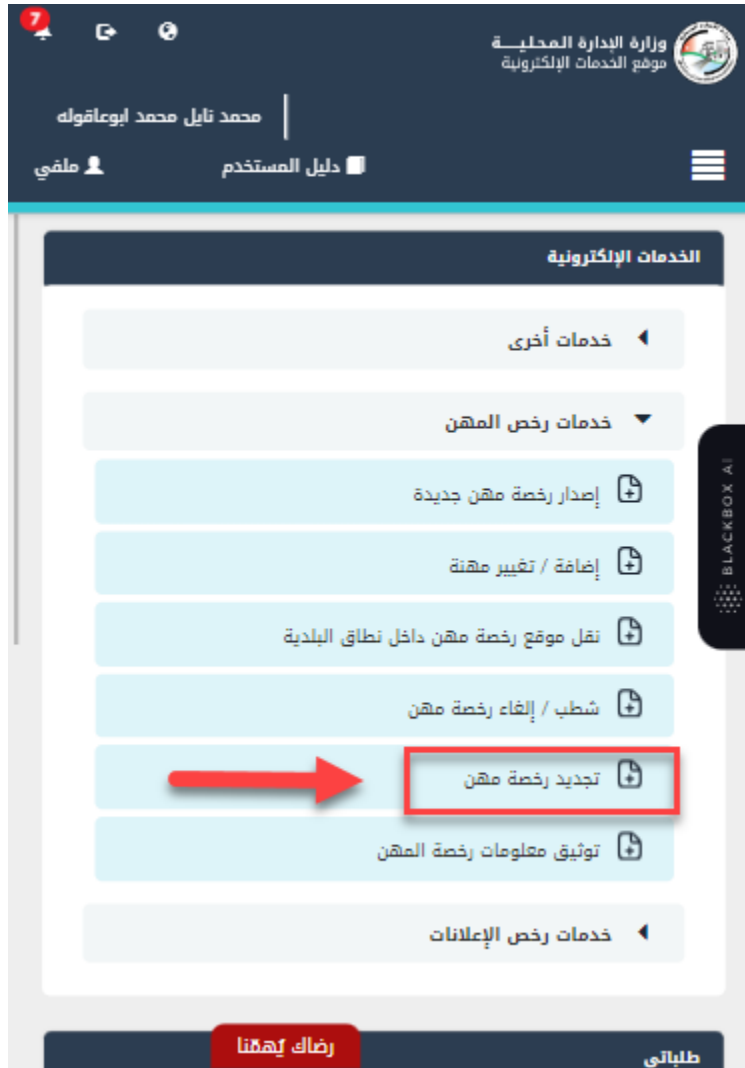 7
وزارة الإدارة المحليـــة
موقع الخدمات الإلكترونية
محمد نايل محمد ابوعاقوله
دليل المستخدم
ملفي
الخدمات الإلكترونية
خدمات أخرى
خدمات رخص المهن
إصدار رخصة مهن جديدة
إضافة / تغيير مهنة
نقل موقع رخصة مهن داخل نطاق البلدية
شطب / إلغاء رخصة مهن
تجديد رخصة مهن
توثيق معلومات رخصة المهن
خدمات رخص الإعلانات
BLACKBOX AI
رضاك يُهمّنا
طلباتي